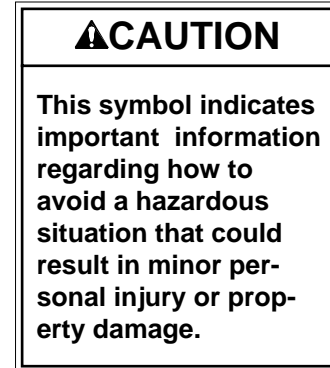 ⚠CAUTION
This symbol indicates
important information
regarding how to
avoid a hazardous
situation that could
result in minor per-
sonal injury or prop-
erty damage.